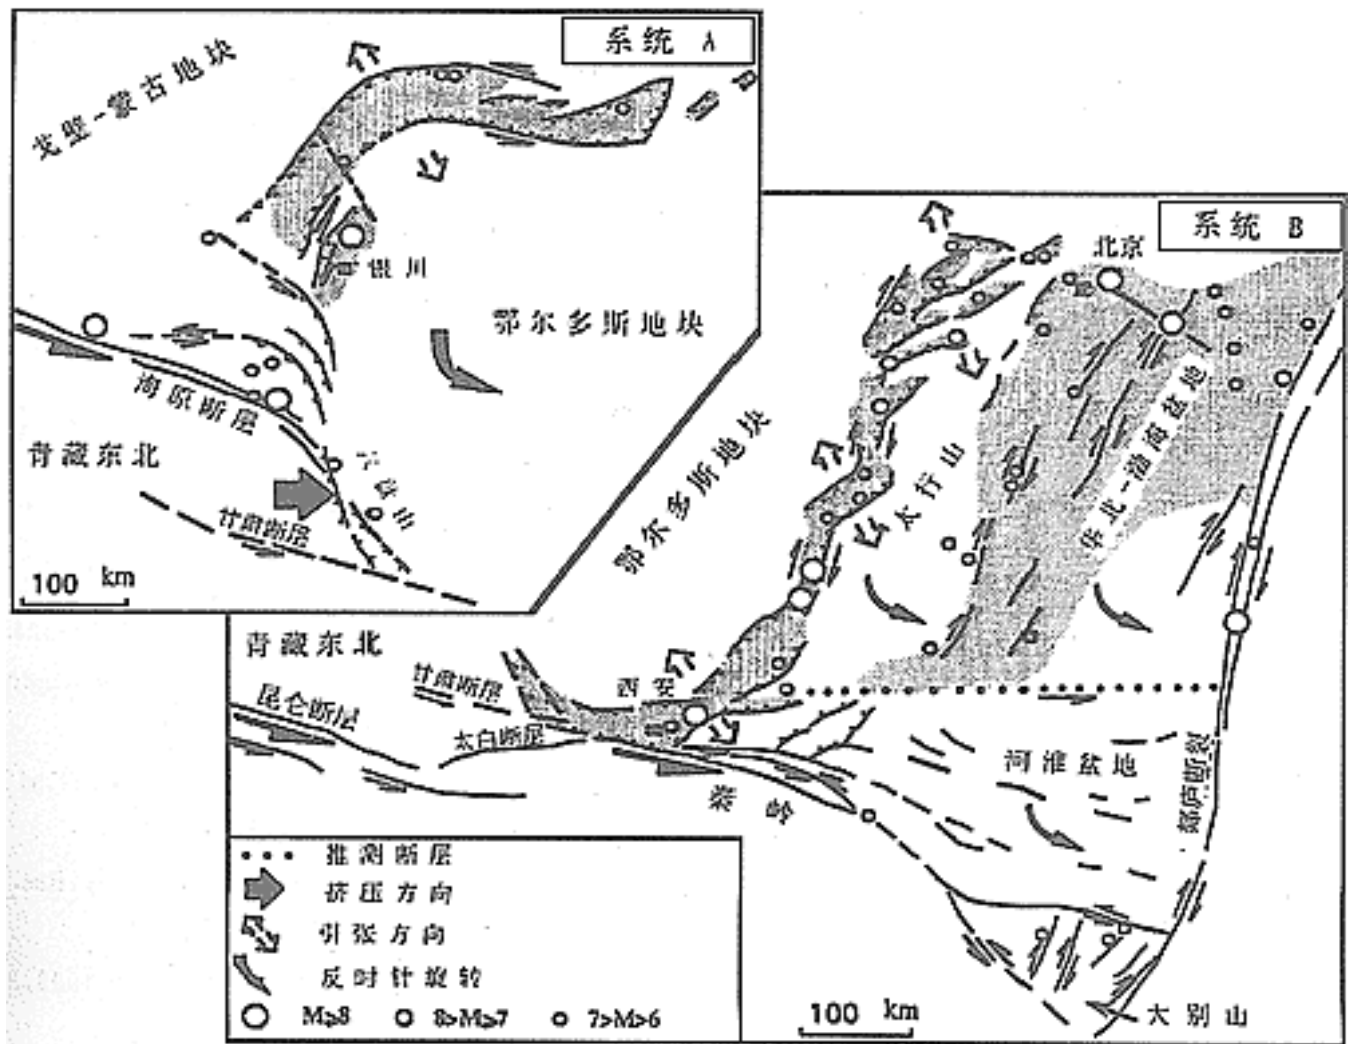 系统 A
戈壁-蒙古地块
银川
鄂尔多斯地块
海原断层
六盘山
青藏东北
甘肃断层
100 km
系统 B
北京
鄂尔多斯地块
太行山
华北-渤海盆地
青藏东北
甘肃断层
西安
昆仑断层
太白断层
秦岭
河淮盆地
郯庐断裂
推测断层
挤压方向
引张方向
反时针旋转
M⩾8 8>M⩾7 7>M>6
100 km
大别山